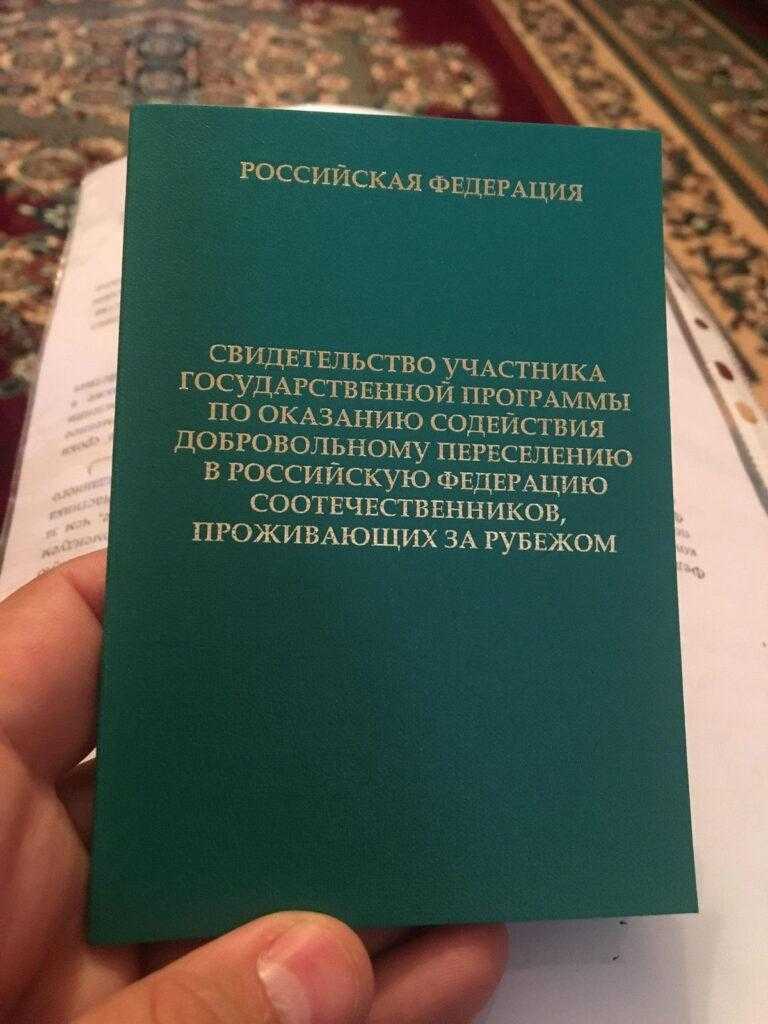 РОССИЙСКАЯ ФЕДЕРАЦИЯ
СВИДЕТЕЛЬСТВО УЧАСТНИКА
ГОСУДАРСТВЕННОЙ ПРОГРАММЫ
ПО ОКАЗАНИЮ СОДЕЙСТВИЯ
ДОБРОВОЛЬНОМУ ПЕРЕСЕЛЕНИЮ
В РОССИЙСКУЮ ФЕДЕРАЦИЮ
СООТЕЧЕСТВЕННИКОВ,
ПРОЖИВАЮЩИХ ЗА РУБЕЖОМ